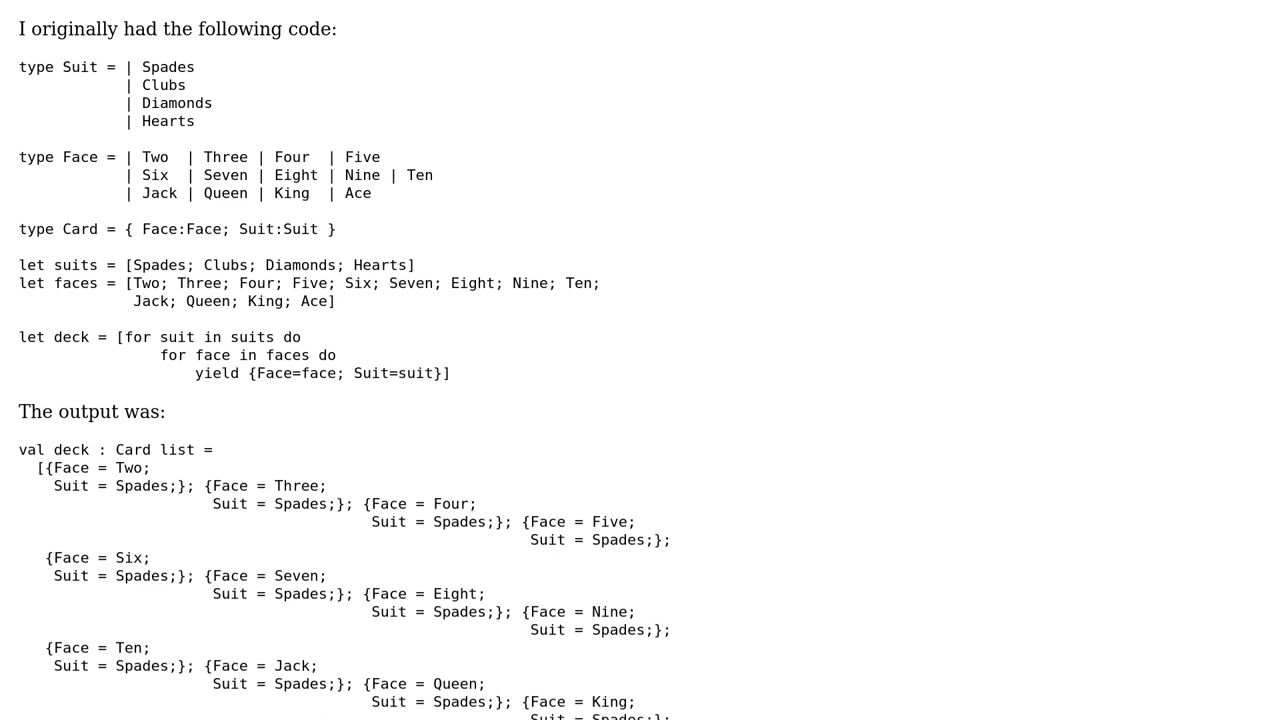 I originally had the following code:
type Suit = | Spades
            | Clubs
            | Diamonds
            | Hearts
type Face = | Two  | Three | Four  | Five
            | Six  | Seven | Eight | Nine | Ten
            | Jack | Queen | King  | Ace
type Card = { Face:Face; Suit:Suit }
let suits = [Spades; Clubs; Diamonds; Hearts]
let faces = [Two; Three; Four; Five; Six; Seven; Eight; Nine; Ten;
             Jack; Queen; King; Ace]
let deck = [for suit in suits do
                for face in faces do
                    yield {Face=face; Suit=suit}]
The output was:
val deck : Card list =
  [{Face = Two;
    Suit = Spades;}; {Face = Three;
                      Suit = Spades;}; {Face = Four;
                                        Suit = Spades;}; {Face = Five;
                                                          Suit = Spades;};
   {Face = Six;
    Suit = Spades;}; {Face = Seven;
                      Suit = Spades;}; {Face = Eight;
                                        Suit = Spades;}; {Face = Nine;
                                                          Suit = Spades;};
   {Face = Ten;
    Suit = Spades;}; {Face = Jack;
                      Suit = Spades;}; {Face = Queen;
                                        Suit = Spades;}; {Face = King;
                                                          Suit = Spades;};